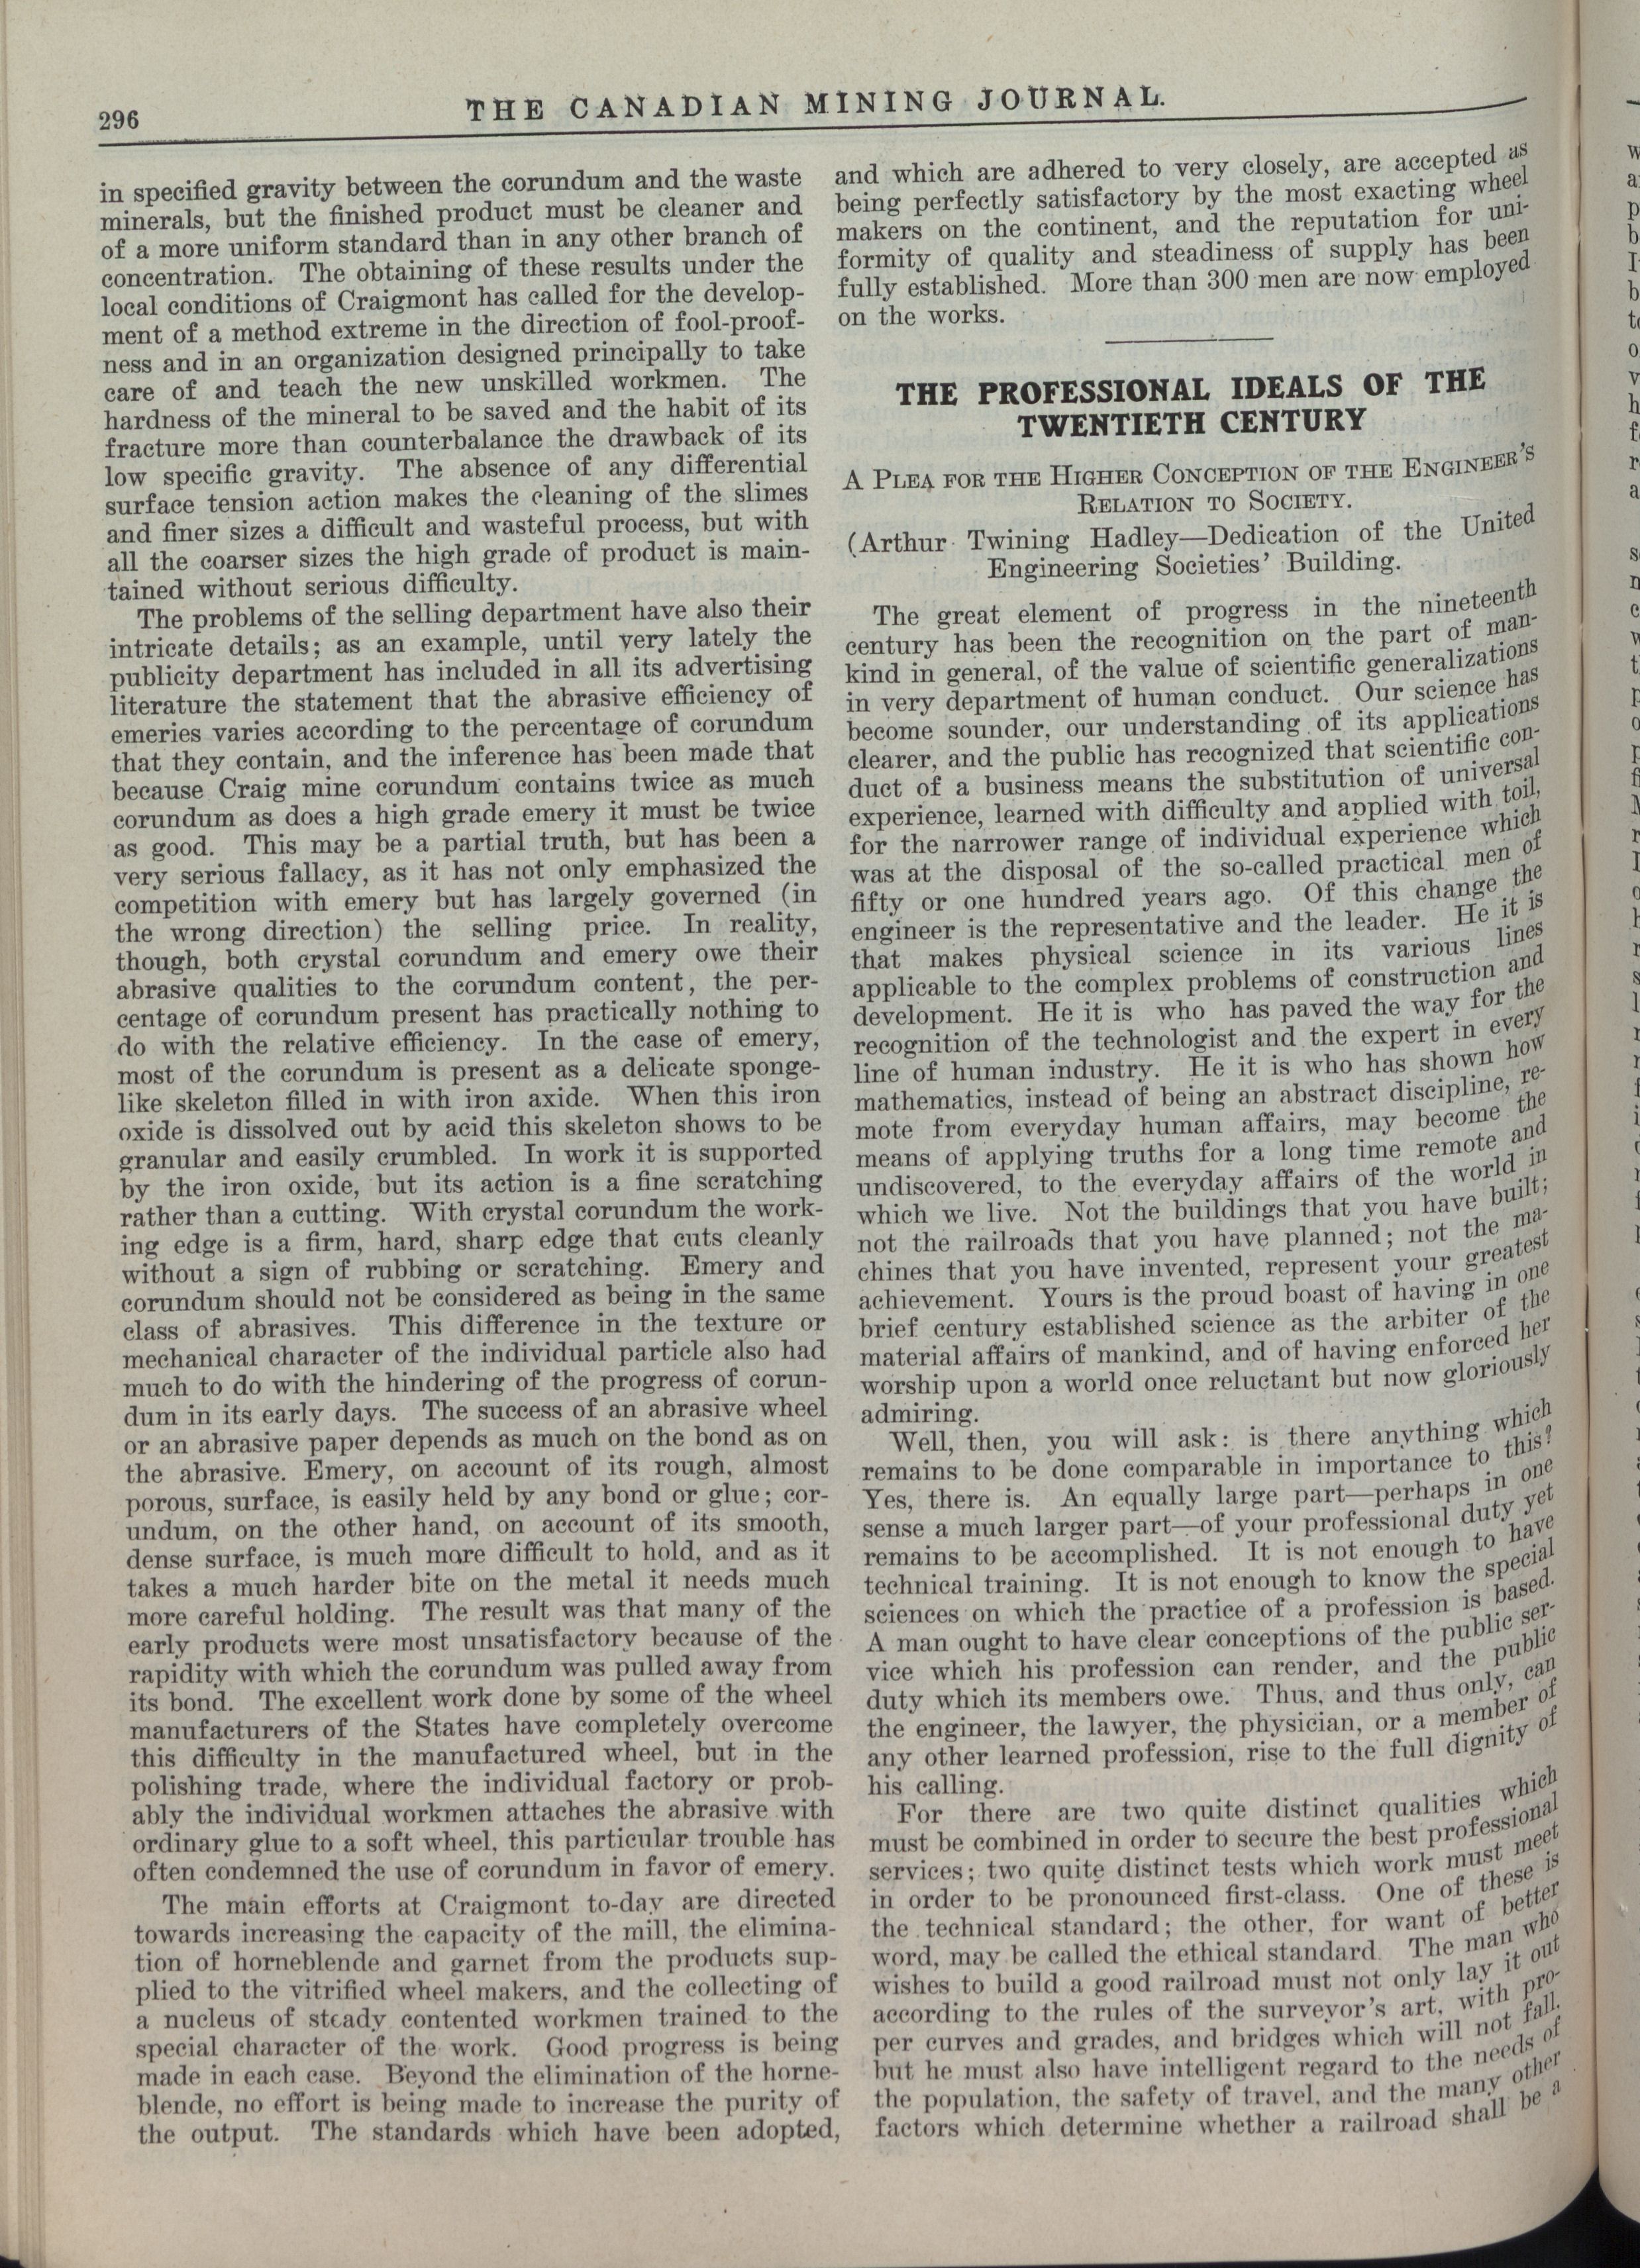 296
THE CANADIAN MINING JOURNAL.
in specified gravity between the corundum and the waste
minerals, but the finished product must be cleaner and
of a more uniform standard than in any other branch of
concentration. The obtaining of these results under the
local conditions of Craigmont has called for the develop-
ment of a method extreme in the direction of fool-proof-
ness and in an organization designed principally to take
care of and teach the new unskilled workmen. The
hardness of the mineral to be saved and the habit of its
fracture more than counterbalance the drawback of its
low specific gravity. The absence of any differential
surface tension action makes the cleaning of the slimes
and finer sizes a difficult and wasteful process, but with
all the coarser sizes the high grade of product is main-
tained without serious difficulty.
The problems of the selling department have also their
intricate details; as an example, until very lately the
publicity department has included in all its advertising
literature the statement that the abrasive efficiency of
emeries varies according to the percentage of corundum
that they contain, and the inference has been made that
because Craig mine corundum contains twice as much
corundum as does a high grade emery it must be twice
as good. This may be a partial truth, but has been a
very serious fallacy, as it has not only emphasized the
competition with emery but has largely governed (in
the wrong direction) the selling price. In reality,
though, both crystal corundum and emery owe their
abrasive qualities to the corundum content, the per-
centage of corundum present has practically nothing to
do with the relative efficiency. In the case of emery,
most of the corundum is present as a delicate sponge-
like skeleton filled in with iron axide. When this iron
oxide is dissolved out by acid this skeleton shows to be
granular and easily crumbled. In work it is supported
by the iron oxide, but its action is a fine scratching
rather than a cutting. With crystal corundum the work-
ing edge is a firm, hard, sharp edge that cuts cleanly
without a sign of rubbing or scratching. Emery and
corundum should not be considered as being in the same
class of abrasives. This difference in the texture or
mechanical character of the individual particle also had
much to do with the hindering of the progress of corun-
dum in its early days. The success of an abrasive wheel
or an abrasive paper depends as much on the bond as on
the abrasive. Emery, on account of its rough, almost
porous, surface, is easily held by any bond or glue; cor-
undum, on the other hand, on account of its smooth,
dense surface, is much more difficult to hold, and as it
takes a much harder bite on the metal it needs much
more careful holding. The result was that many of the
early products were most unsatisfactory because of the
rapidity with which the corundum was pulled away from
its bond. The excellent work done by some of the wheel
manufacturers of the States have completely overcome
this difficulty in the manufactured wheel, but in the
polishing trade, where the individual factory or prob-
ably the individual workmen attaches the abrasive with
ordinary glue to a soft wheel, this particular trouble has
often condemned the use of corundum in favor of emery.
The main efforts at Craigmont to-day are directed
towards increasing the capacity of the mill, the elimina-
tion of horneblende and garnet from the products sup-
plied to the vitrified wheel makers, and the collecting of
a nucleus of steady contented workmen trained to the
special character of the work. Good progress is being
made in each case. Beyond the elimination of the horne-
blende, no effort is being made to increase the purity of
the output. The standards which have been adopted,
and which are adhered to very closely, are accepted as
being perfectly satisfactory by the most exacting wheel
makers on the continent, and the reputation for uni-
formity of quality and steadiness of supply has been
fully established. More than 300 men are now employed
on the works.
THE PROFESSIONAL IDEALS OF THE
TWENTIETH CENTURY
A PLEA FOR THE HIGHER CONCEPTION OF THE ENGINEER'S
RELATION TO SOCIETY.
(Arthur Twining Hadley—Dedication of the United
Engineering Societies' Building.
The great element of progress in the nineteenth
century has been the recognition on the part of man-
kind in general, of the value of scientific generalizations
in very department of human conduct. Our science has
become sounder, our understanding of its applications
clearer, and the public has recognized that scientific con-
duct of a business means the substitution of universal
experience, learned with difficulty and applied with toil,
for the narrower range of individual experience which
was at the disposal of the so-called practical men of
fifty or one hundred years ago. Of this change the
engineer is the representative and the leader. He it is
that makes physical science in its various lines
applicable to the complex problems of construction and
development. He it is who has paved the way for the
recognition of the technologist and the expert in every
line of human industry. He it is who has shown how
mathematics, instead of being an abstract discipline, re-
mote from everyday human affairs, may become the
means of applying truths for a long time remote and
undiscovered, to the everyday affairs of the world in
which we live. Not the buildings that you have built;
not the railroads that you have planned; not the ma-
chines that you have invented, represent your greatest
achievement. Yours is the proud boast of having in one
brief century established science as the arbiter of the
material affairs of mankind, and of having enforced her
worship upon a world once reluctant but now gloriously
admiring.
Well, then, you will ask: is there anything which
remains to be done comparable in importance to this?
Yes, there is. An equally large part—perhaps in one
sense a much larger part—of your professional duty yet
remains to be accomplished. It is not enough to have
technical training. It is not enough to know the special
sciences on which the practice of a profession is based.
A man ought to have clear conceptions of the public ser-
vice which his profession can render, and the public
duty which its members owe. Thus, and thus only, can
the engineer, the lawyer, the physician, or a member of
any other learned profession, rise to the full dignity of
his calling.
For there are two quite distinct qualities which
must be combined in order to secure the best professional
services; two quite distinct tests which work must meet
in order to be pronounced first-class. One of these is
the technical standard; the other, for want of better
word, may be called the ethical standard. The man who
wishes to build a good railroad must not only lay it out
according to the rules of the surveyor's art, with pro-
per curves and grades, and bridges which will not fall.
but he must also have intelligent regard to the needs of
the population, the safety of travel, and the many other
factors which determine whether a railroad shall be a